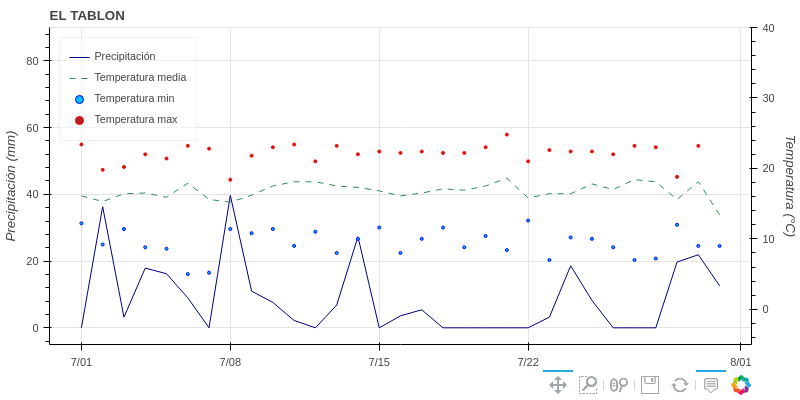 EL TABLON
Precipitación
Temperatura media
Temperatura min
Temperatura max
Precipitación (mm)
80
60
40
20
0
Temperatura (°C)
40
30
20
10
0
7/01
7/08
7/15
7/22
8/01